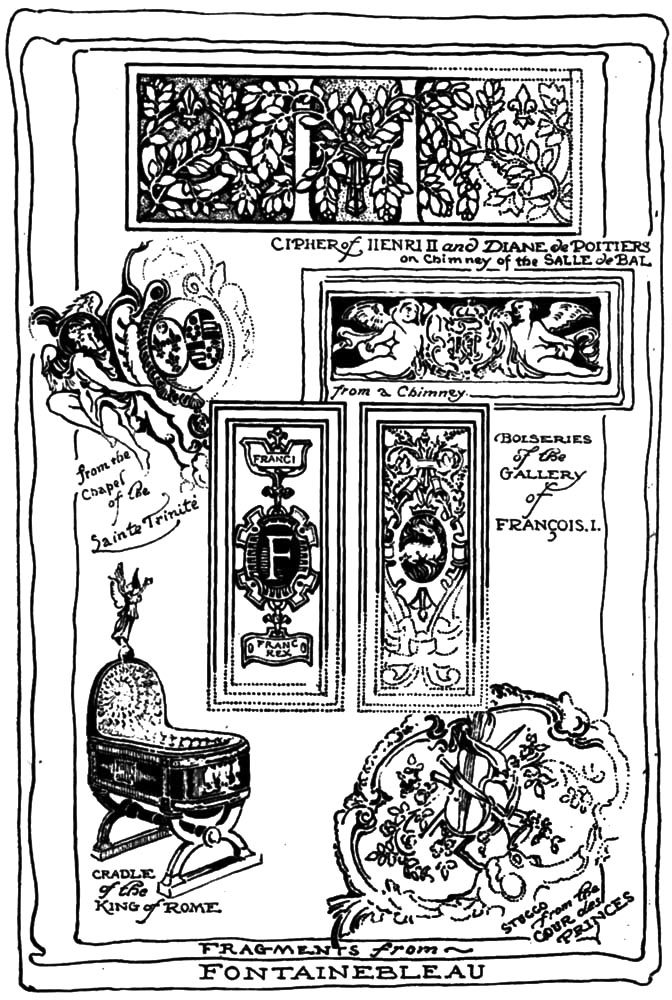 CIPHER of HENRI II and DIANE de POITIERS
on Chimney of the SALLE de BAL
from a Chimney.
from the
Chapel
of the
Sainte Trinité
FRANCI
F
FRANC
REX
BOISERIES
of the
GALLERY
of
FRANÇOIS. I.
CRADLE
of the
KING of ROME
STUCCO from the
COUR des
PRINCES
FRAGMENTS from
FONTAINEBLEAU